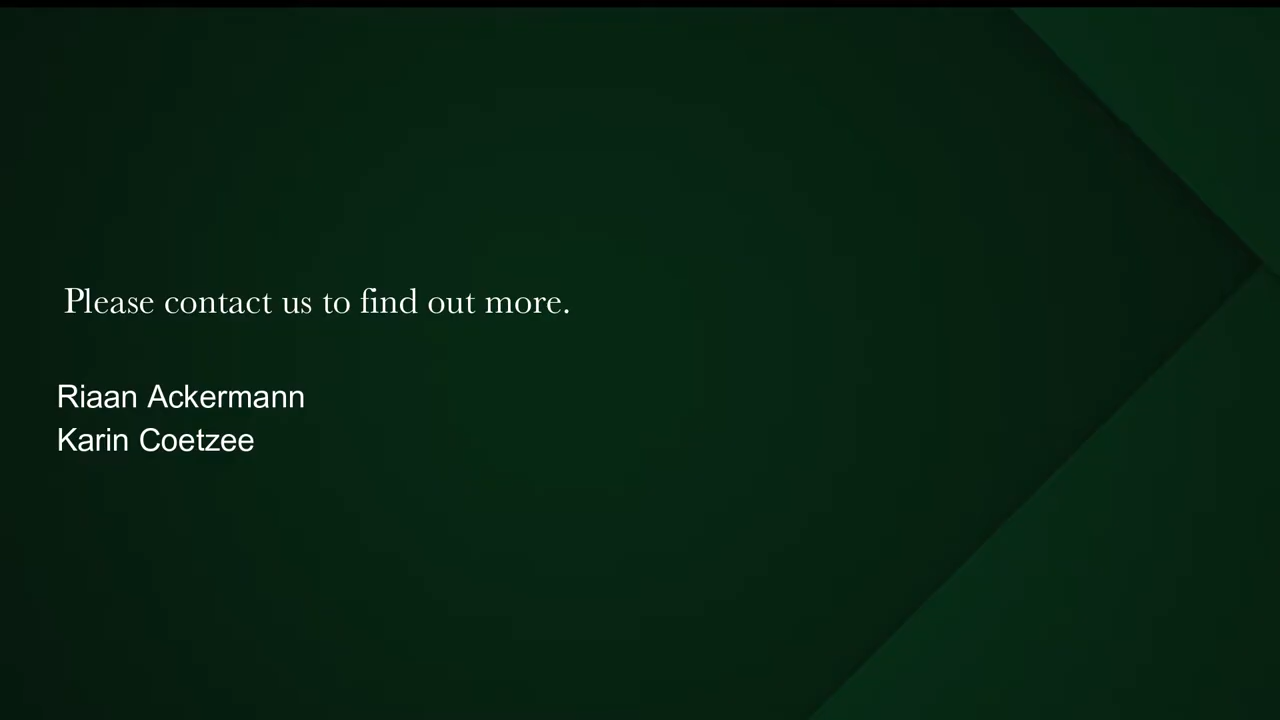 Please contact us to find out more.
Riaan Ackermann
Karin Coetzee